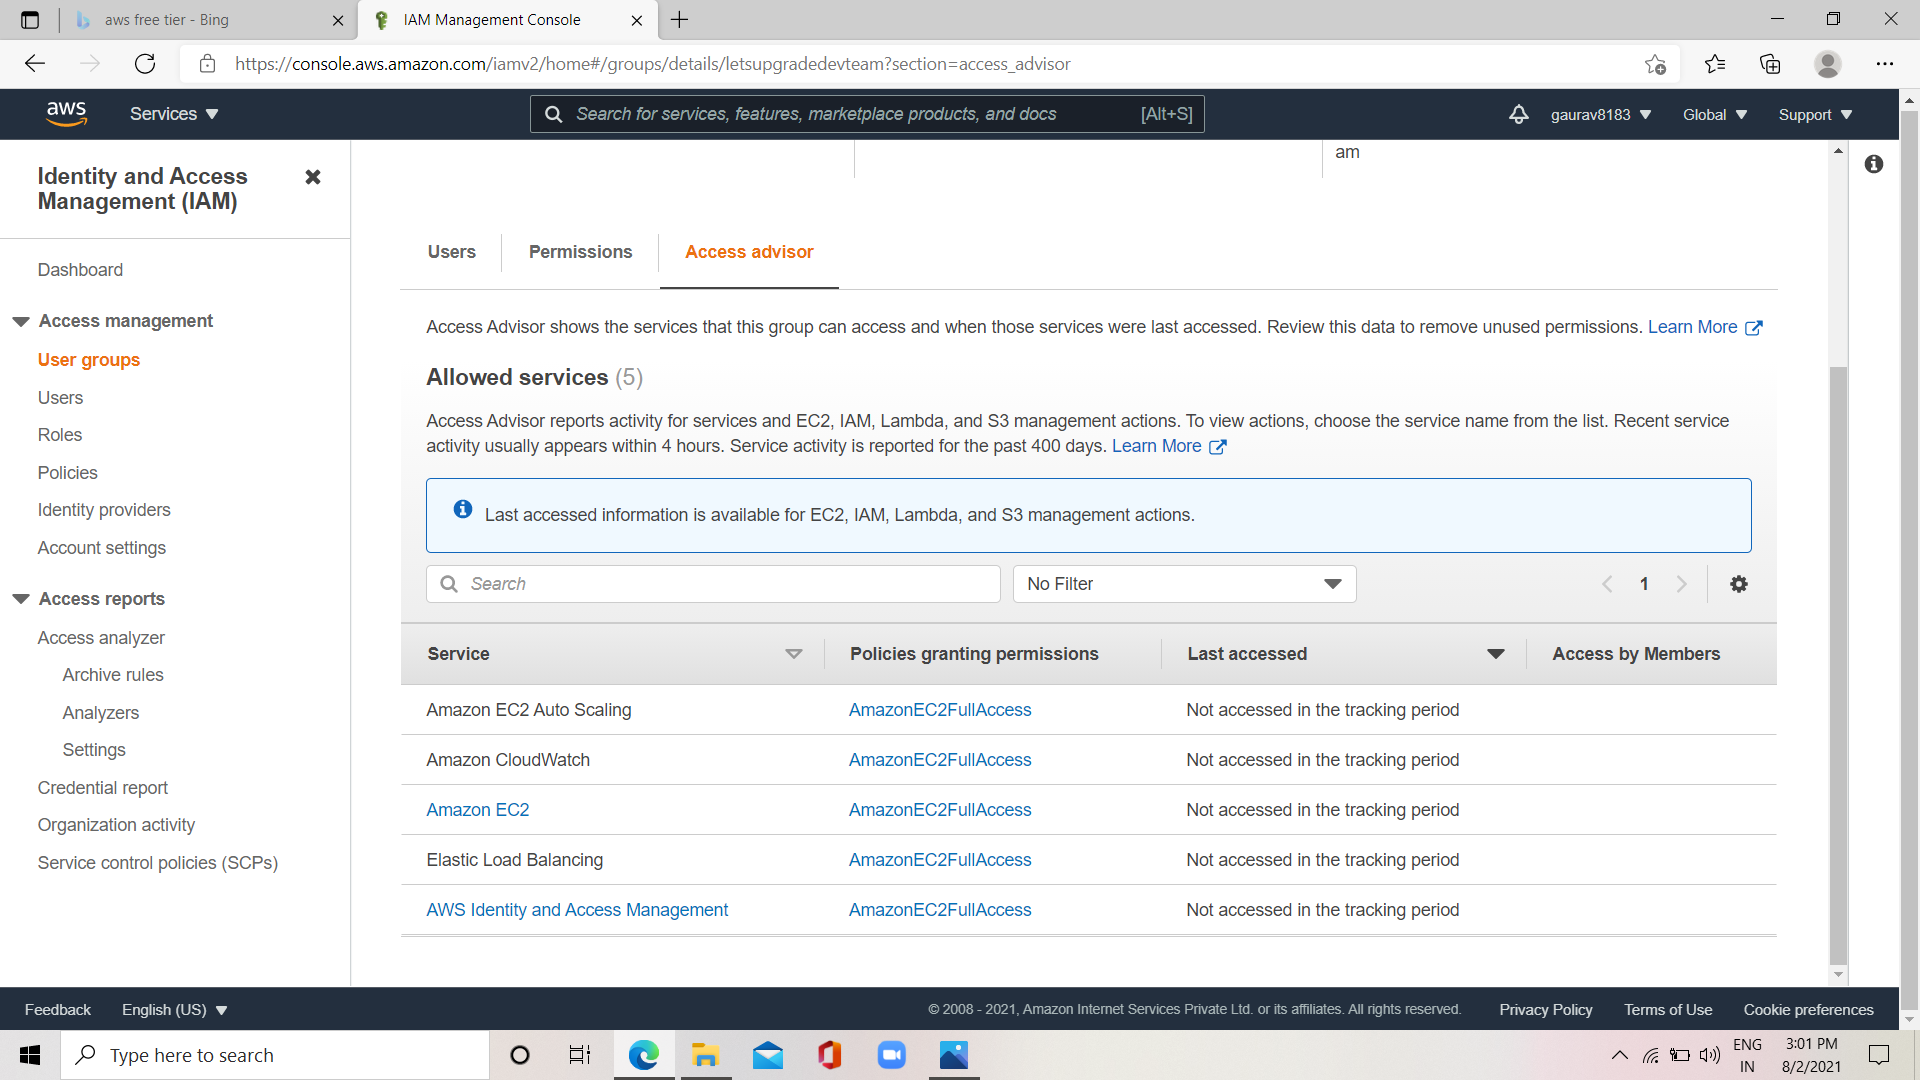 aws free tier - Bing
IAM Management Console
https://console.aws.amazon.com/iamv2/home#/groups/details/letsupgradedevteam?section=access_advisor
aws
Services
Search for services, features, marketplace products, and docs [Alt+S]
gaurav8183
Global
Support
Identity and Access
Management (IAM)
Dashboard
Access management
User groups
Users
Roles
Policies
Identity providers
Account settings
Access reports
Access analyzer
Archive rules
Analyzers
Settings
Credential report
Organization activity
Service control policies (SCPs)
am
Users Permissions Access advisor
Access Advisor shows the services that this group can access and when those services were last accessed. Review this data to remove unused permissions. Learn More
Allowed services (5)
Access Advisor reports activity for services and EC2, IAM, Lambda, and S3 management actions. To view actions, choose the service name from the list. Recent service
activity usually appears within 4 hours. Service activity is reported for the past 400 days. Learn More
Last accessed information is available for EC2, IAM, Lambda, and S3 management actions.
Search No Filter 1
Service Policies granting permissions Last accessed Access by Members
Amazon EC2 Auto Scaling AmazonEC2FullAccess Not accessed in the tracking period
Amazon CloudWatch AmazonEC2FullAccess Not accessed in the tracking period
Amazon EC2 AmazonEC2FullAccess Not accessed in the tracking period
Elastic Load Balancing AmazonEC2FullAccess Not accessed in the tracking period
AWS Identity and Access Management AmazonEC2FullAccess Not accessed in the tracking period
Feedback English (US) © 2008 - 2021, Amazon Internet Services Private Ltd. or its affiliates. All rights reserved. Privacy Policy Terms of Use Cookie preferences
Type here to search
ENG
IN
3:01 PM
8/2/2021